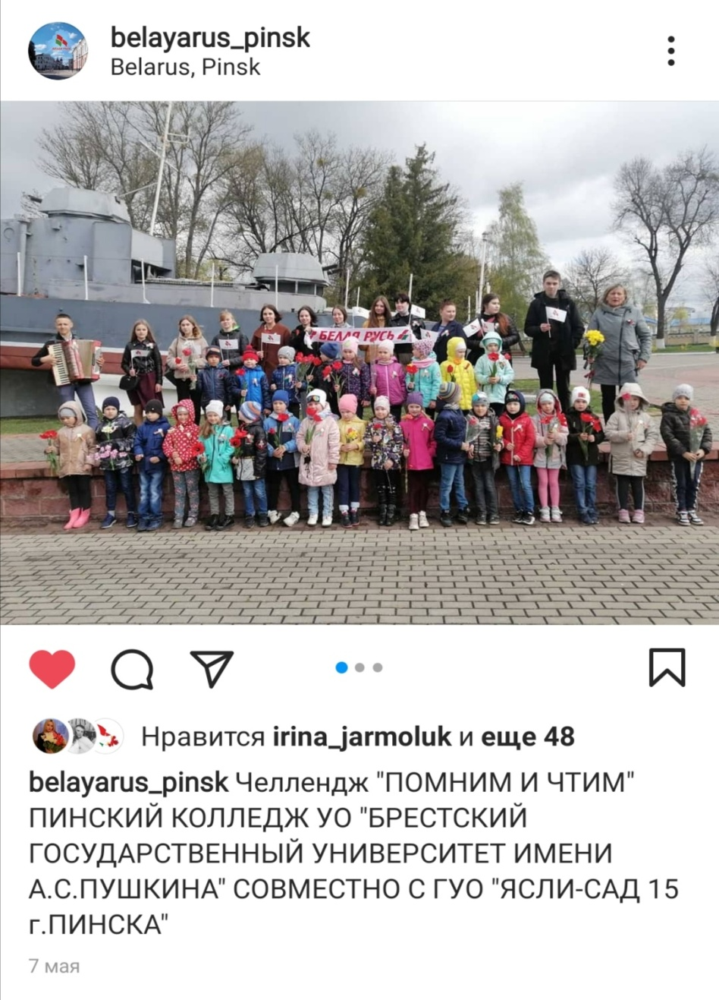 belayarus_pinsk
Belarus, Pinsk
БЕЛАЯ РУСЬ
Нравится irina_jarmoluk и еще 48
belayarus_pinsk Челлендж "ПОМНИМ И ЧТИМ"
ПИНСКИЙ КОЛЛЕДЖ УО "БРЕСТСКИЙ
ГОСУДАРСТВЕННЫЙ УНИВЕРСИТЕТ ИМЕНИ
А.С.ПУШКИНА" СОВМЕСТНО С ГУО "ЯСЛИ-САД 15
г.ПИНСКА"
7 мая